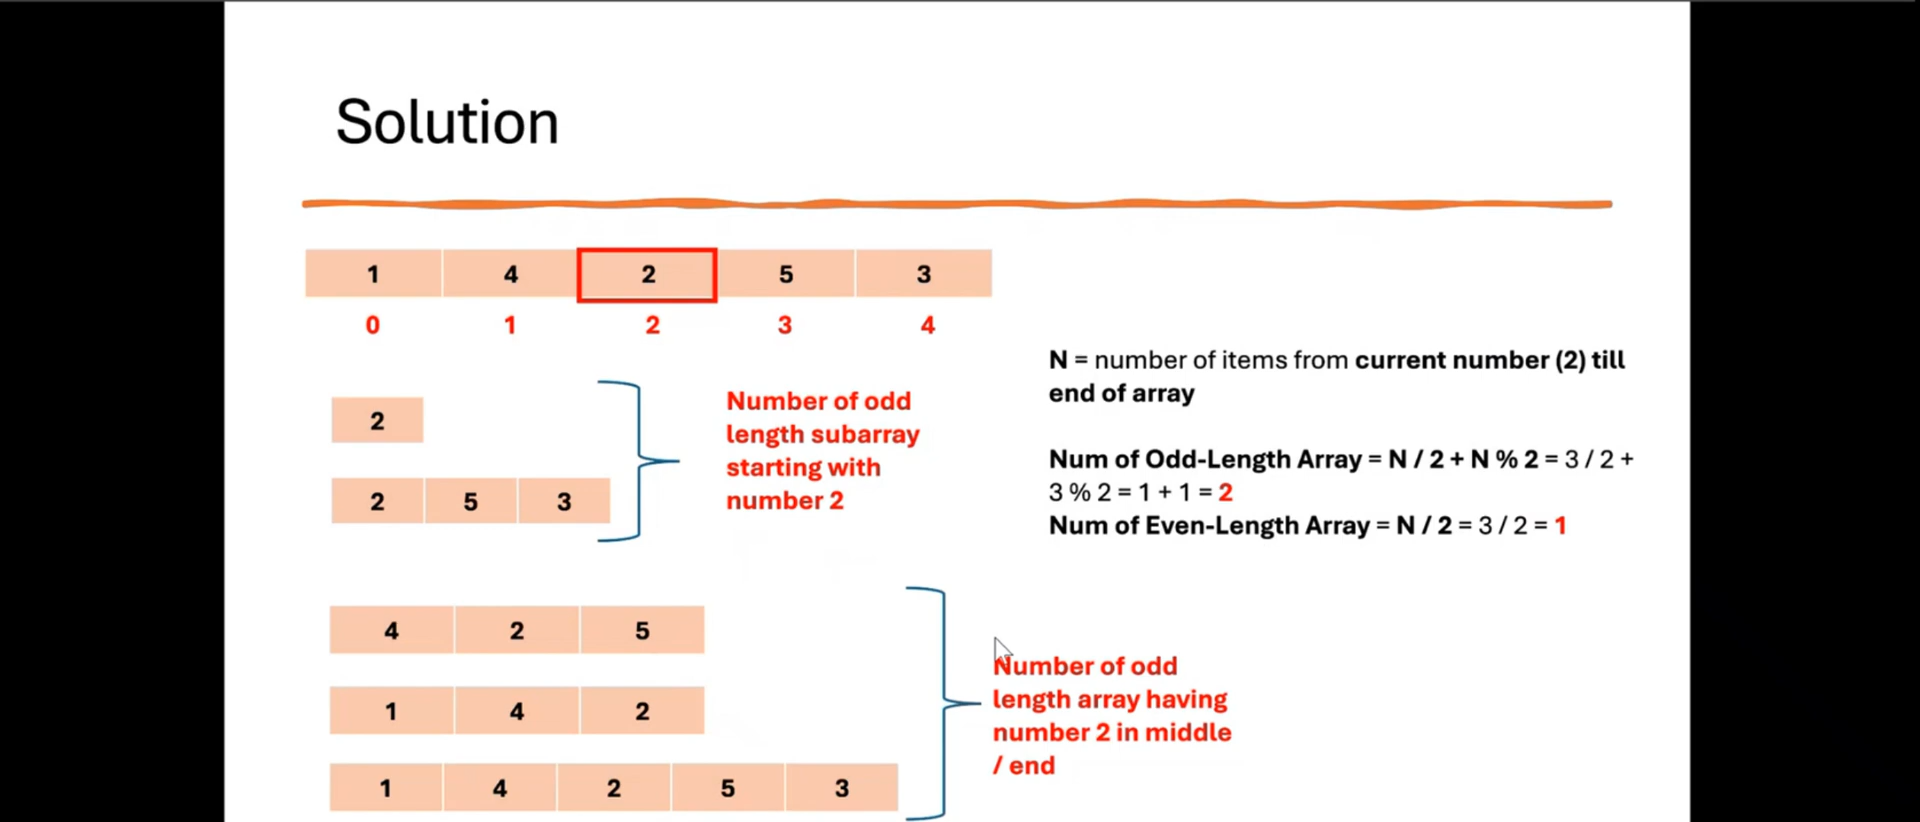 Solution
1 4 2 5 3
0 1 2 3 4
2
2 5 3
Number of odd
length subarray
starting with
number 2
N = number of items from current number (2) till
end of array
Num of Odd-Length Array = N / 2 + N % 2 = 3 / 2 +
3 % 2 = 1 + 1 = 2
Num of Even-Length Array = N / 2 = 3 / 2 = 1
4 2 5
1 4 2
1 4 2 5 3
Number of odd
length array having
number 2 in middle
/ end